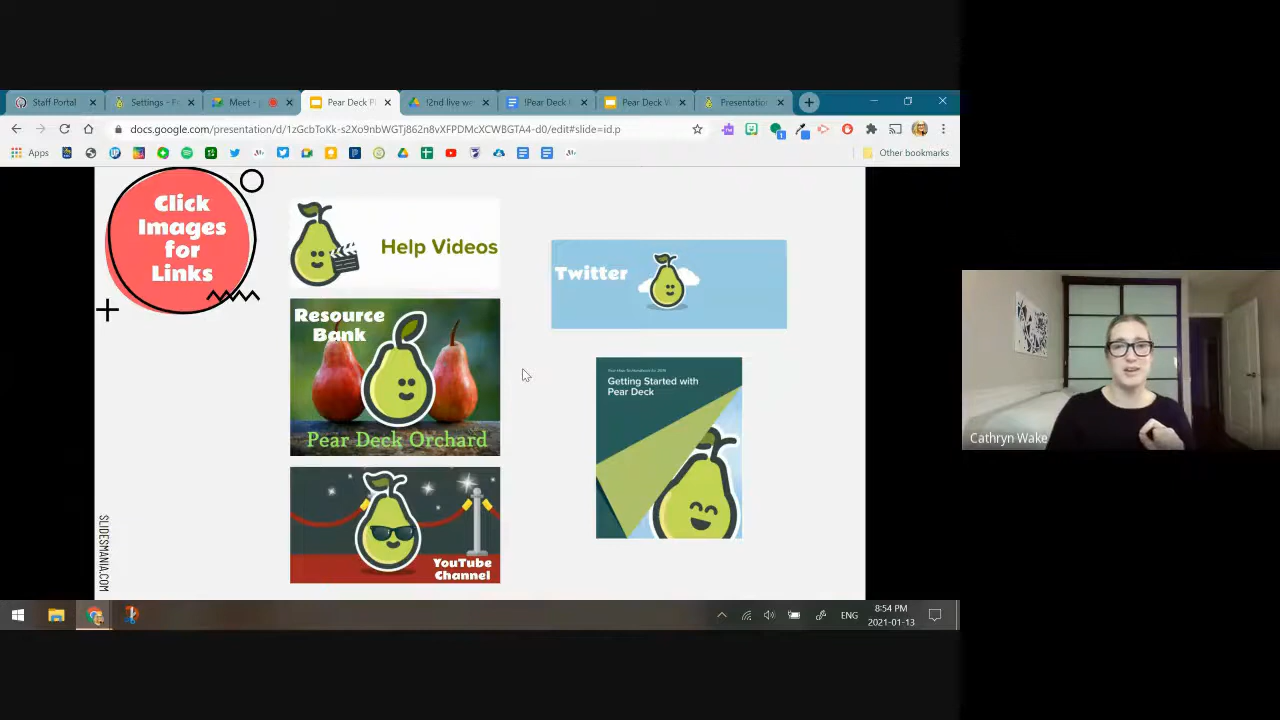 Staff Portal
Settings - F
Meet -
Pear Deck P
!2nd live we
!Pear Deck
Pear Deck
Presentation
docs.google.com/presentation/d/1zGcbToKk-s2Xo9nbWGTj862n8vXFPDMcXCWBGTA4-d0/edit#slide=id.p
Apps
Other bookmarks
Click
Images
for
Links
Help Videos
Resource
Bank
Pear Deck Orchard
YouTube
Channel
Twitter
Getting Started with
Pear Deck
SLIDESMANIA.COM
Cathryn Wake
ENG
8:54 PM
2021-01-13